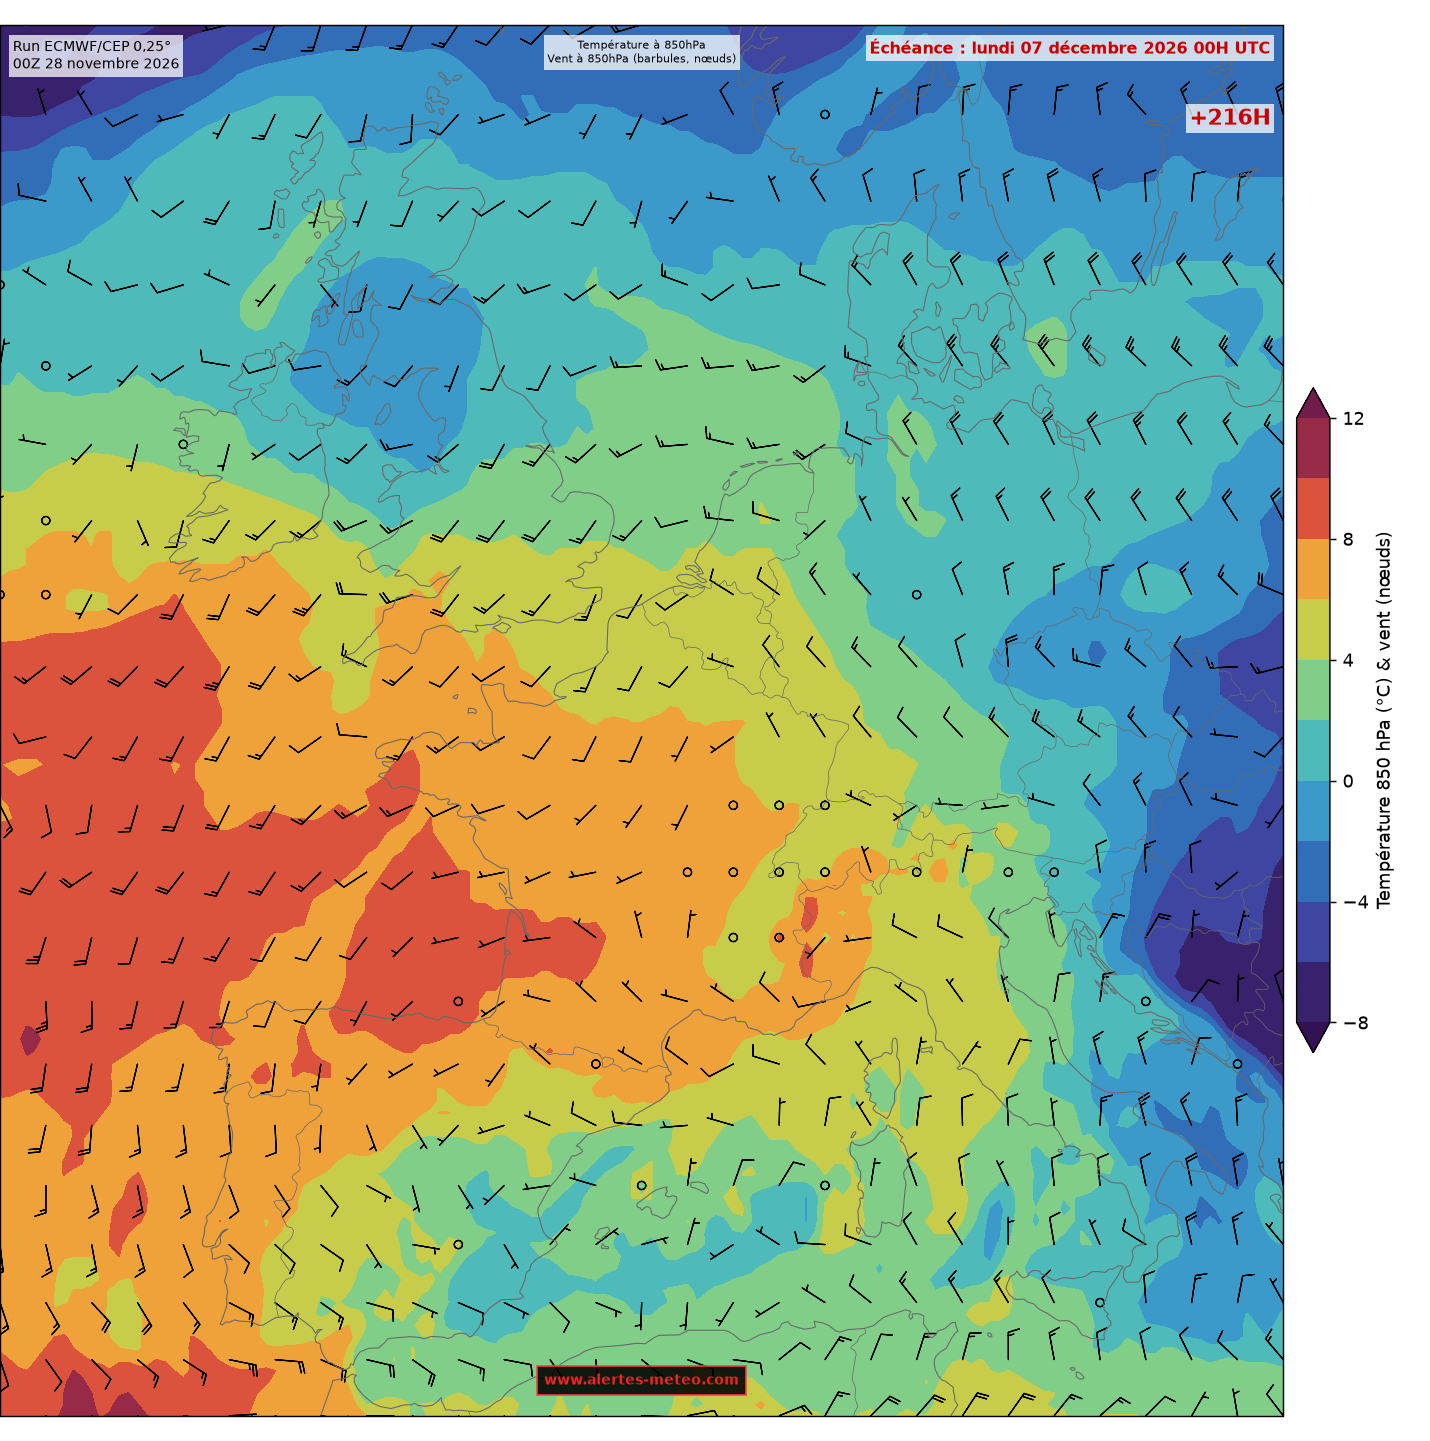 Run ECMWF/CEP 0,25°
00Z 28 novembre 2026
Température à 850hPa
Vent à 850hPa (barbules, nœuds)
Échéance : lundi 07 décembre 2026 00H UTC
+216H
12
8
4
0
−4
−8
Température 850 hPa (°C) & vent (nœuds)
www.alertes-meteo.com